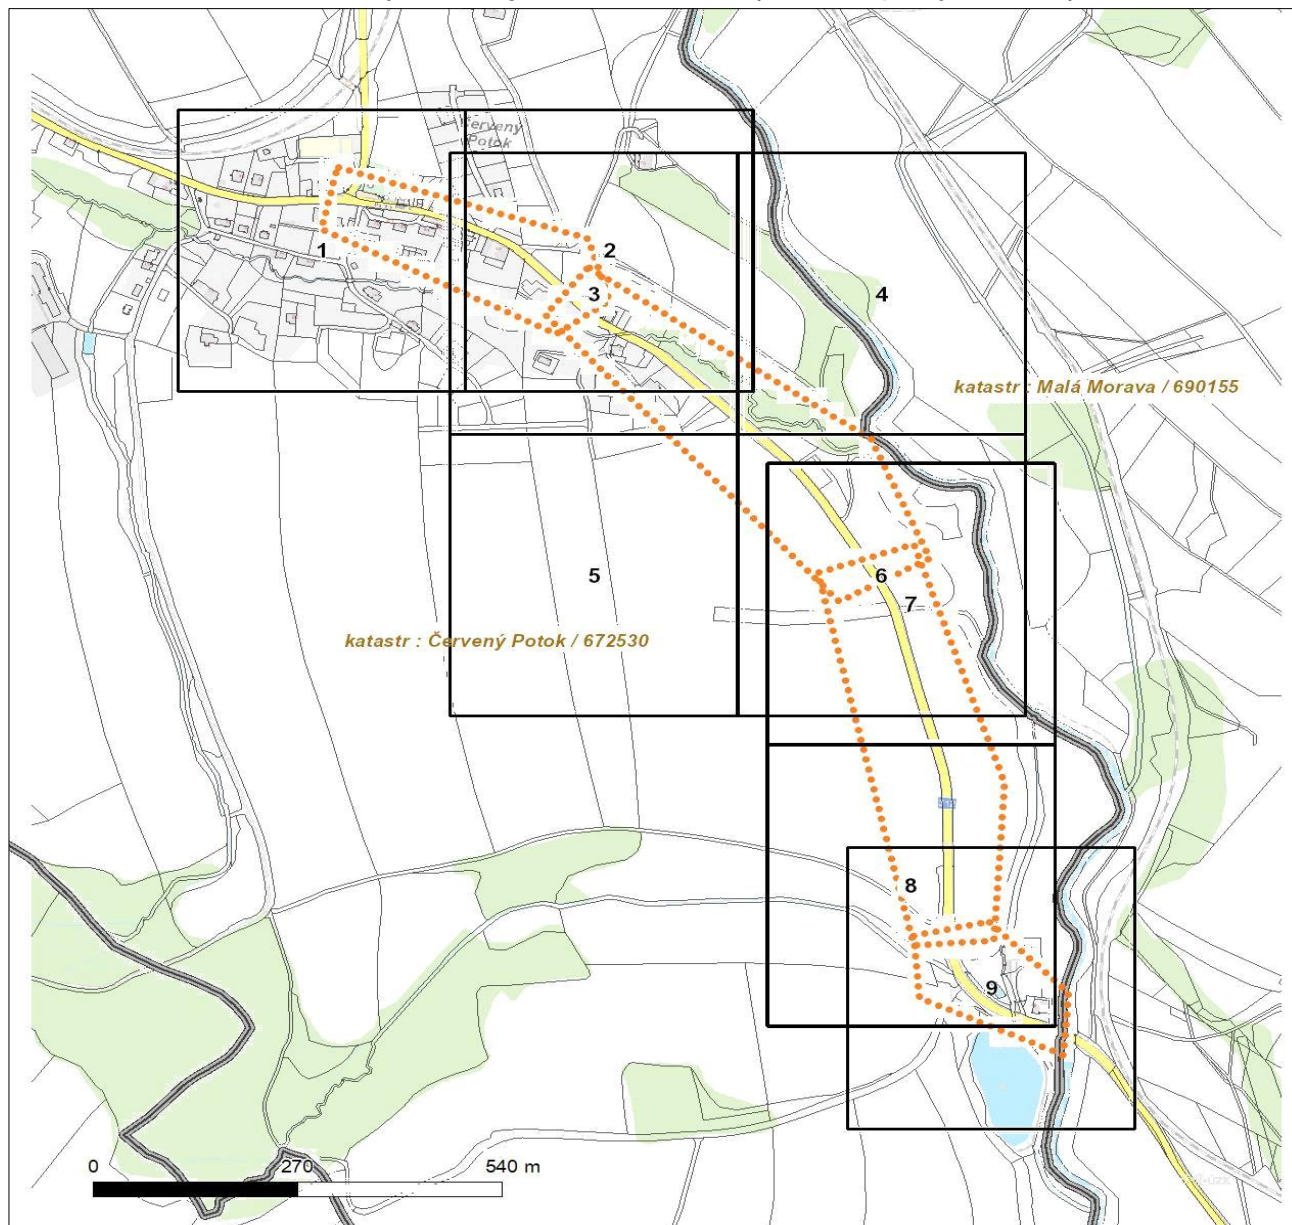 Červený
Potok
1
2
3
4
katastr : Malá Morava / 690155
5
6
7
katastr : Červený Potok / 672530
8
9
0 270 540 m